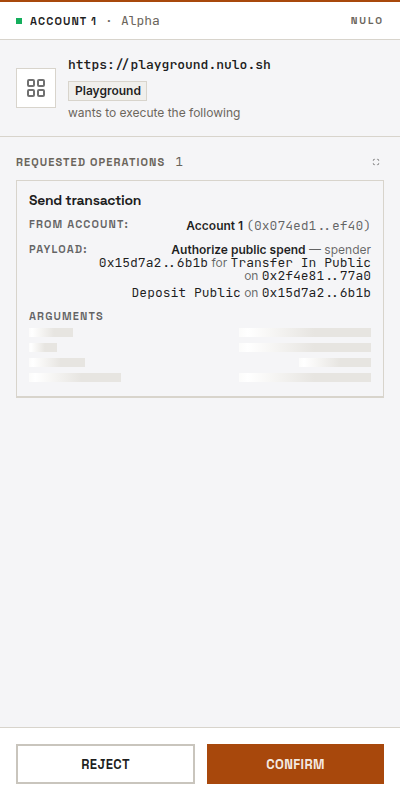 ACCOUNT 1 · Alpha NULO
https://playground.nulo.sh
Playground
wants to execute the following
REQUESTED OPERATIONS 1
Send transaction
FROM ACCOUNT: Account 1 (0x074ed1..ef40)
PAYLOAD: Authorize public spend — spender
0x15d7a2..6b1b for Transfer In Public
on 0x2f4e81..77a0
Deposit Public on 0x15d7a2..6b1b
ARGUMENTS
REJECT CONFIRM